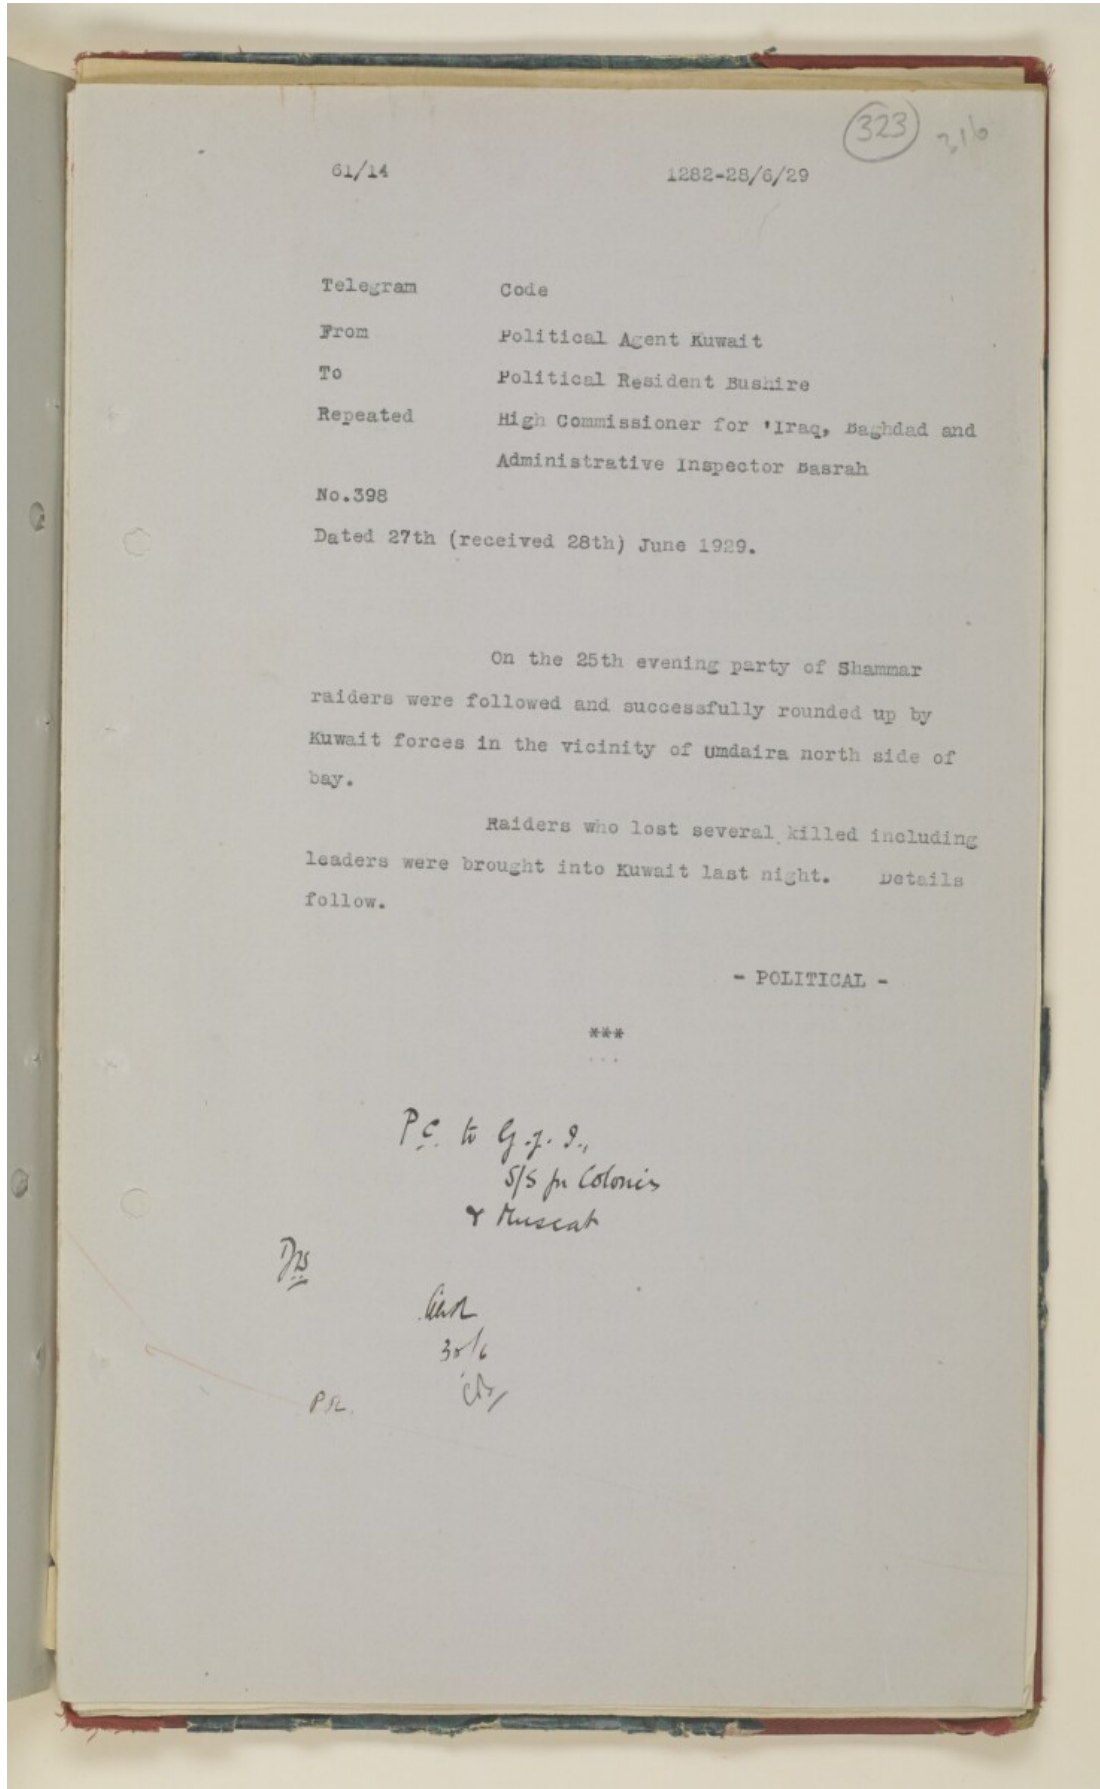 323
316
61/14 1282-28/6/29
Telegram Code
From Political Agent Kuwait
To Political Resident Bushire
Repeated High Commissioner for 'Iraq, Baghdad and
Administrative Inspector Basrah
No.398
Dated 27th (received 28th) June 1929.
On the 25th evening party of Shammar
raiders were followed and successfully rounded up by
Kuwait forces in the vicinity of Umdaira north side of
bay.
Raiders who lost several killed including
leaders were brought into Kuwait last night. Details
follow.
- POLITICAL -
***
...
P.C. to G. of I.,
S/S for Colonies
& Muscat
30/6
P.R.